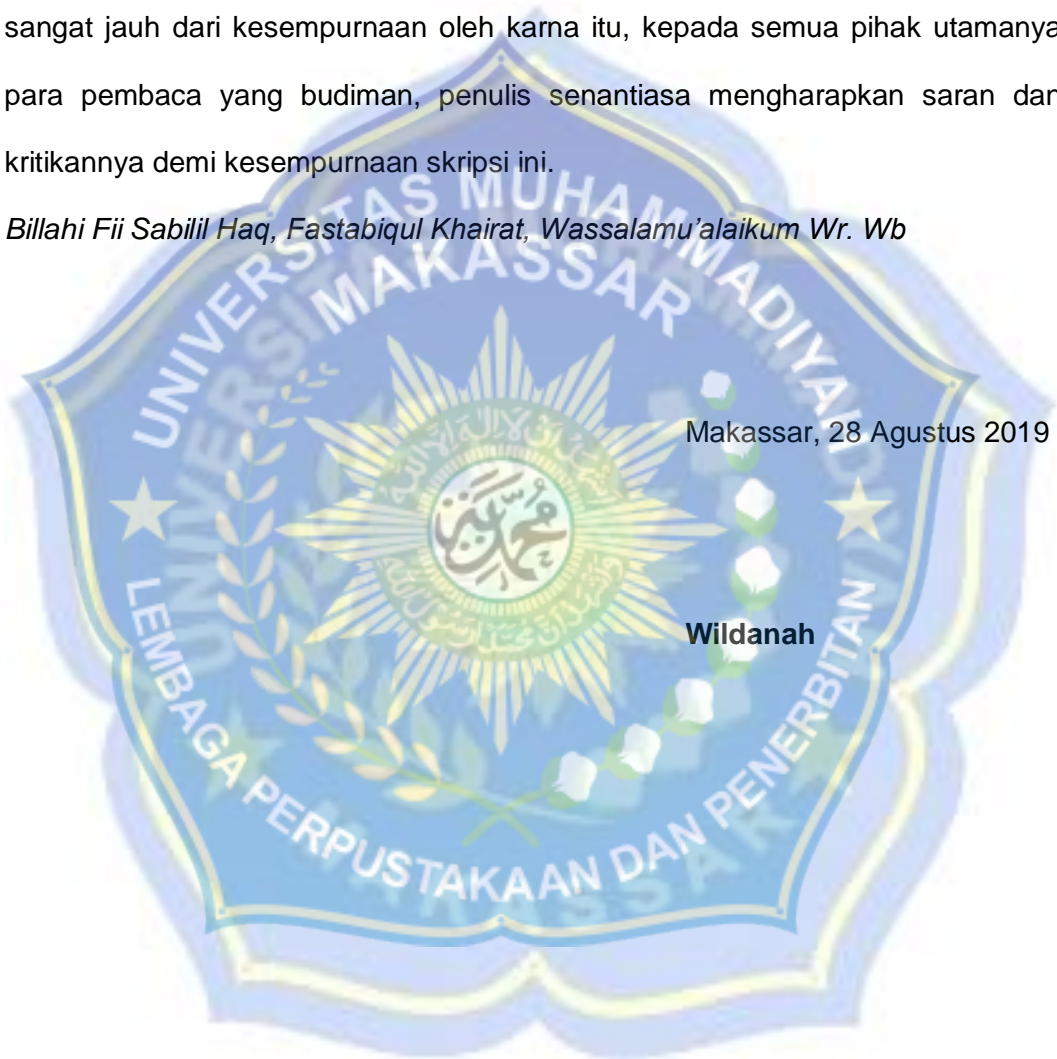 sangat jauh dari kesempurnaan oleh karna itu, kepada semua pihak utamanya
para pembaca yang budiman, penulis senantiasa mengharapkan saran dan
kritikannya demi kesempurnaan skripsi ini.
Billahi Fii Sabilil Haq, Fastabiqul Khairat, Wassalamu’alaikum Wr. Wb
UNIVERSITAS MUHAMMADIYAH
MAKASSAR
Makassar, 28 Agustus 2019
محمد
Wildanah
LEMBAGA PERPUSTAKAAN DAN PENERBITAN